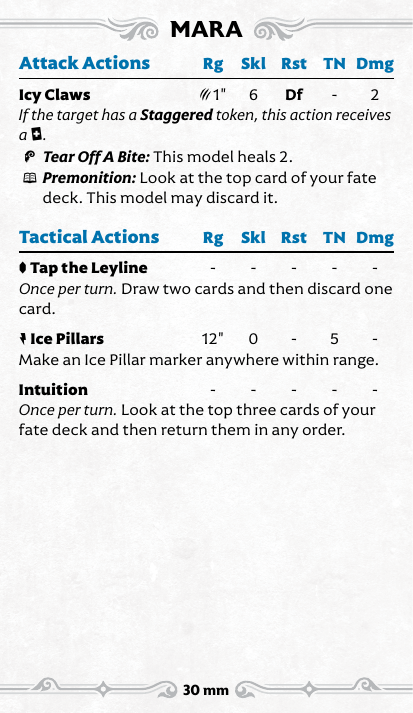 MARA
Attack Actions Rg Skl Rst TN Dmg
Icy Claws 1" 6 Df - 2
If the target has a Staggered token, this action receives
a .
Tear Off A Bite: This model heals 2.
Premonition: Look at the top card of your fate
deck. This model may discard it.
Tactical Actions Rg Skl Rst TN Dmg
Tap the Leyline - - - - -
Once per turn. Draw two cards and then discard one
card.
Ice Pillars 12" 0 - 5 -
Make an Ice Pillar marker anywhere within range.
Intuition - - - - -
Once per turn. Look at the top three cards of your
fate deck and then return them in any order.
30 mm